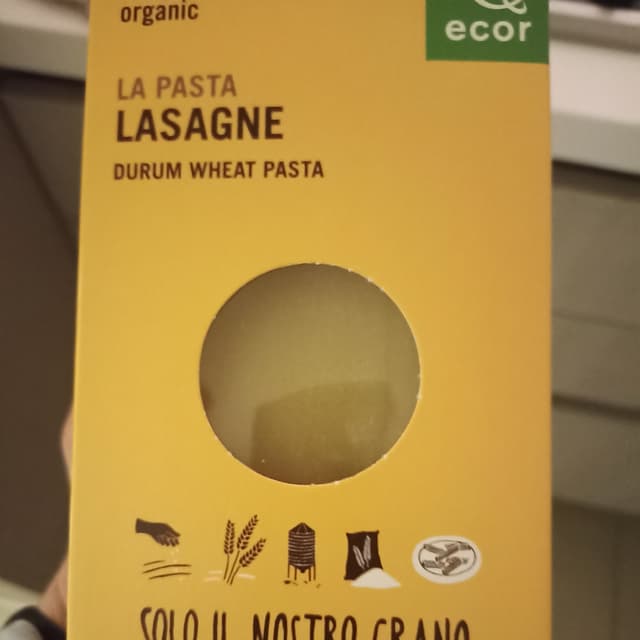 organic
ecor
LA PASTA
LASAGNE
DURUM WHEAT PASTA
SOLO IL NOSTRO GRANO